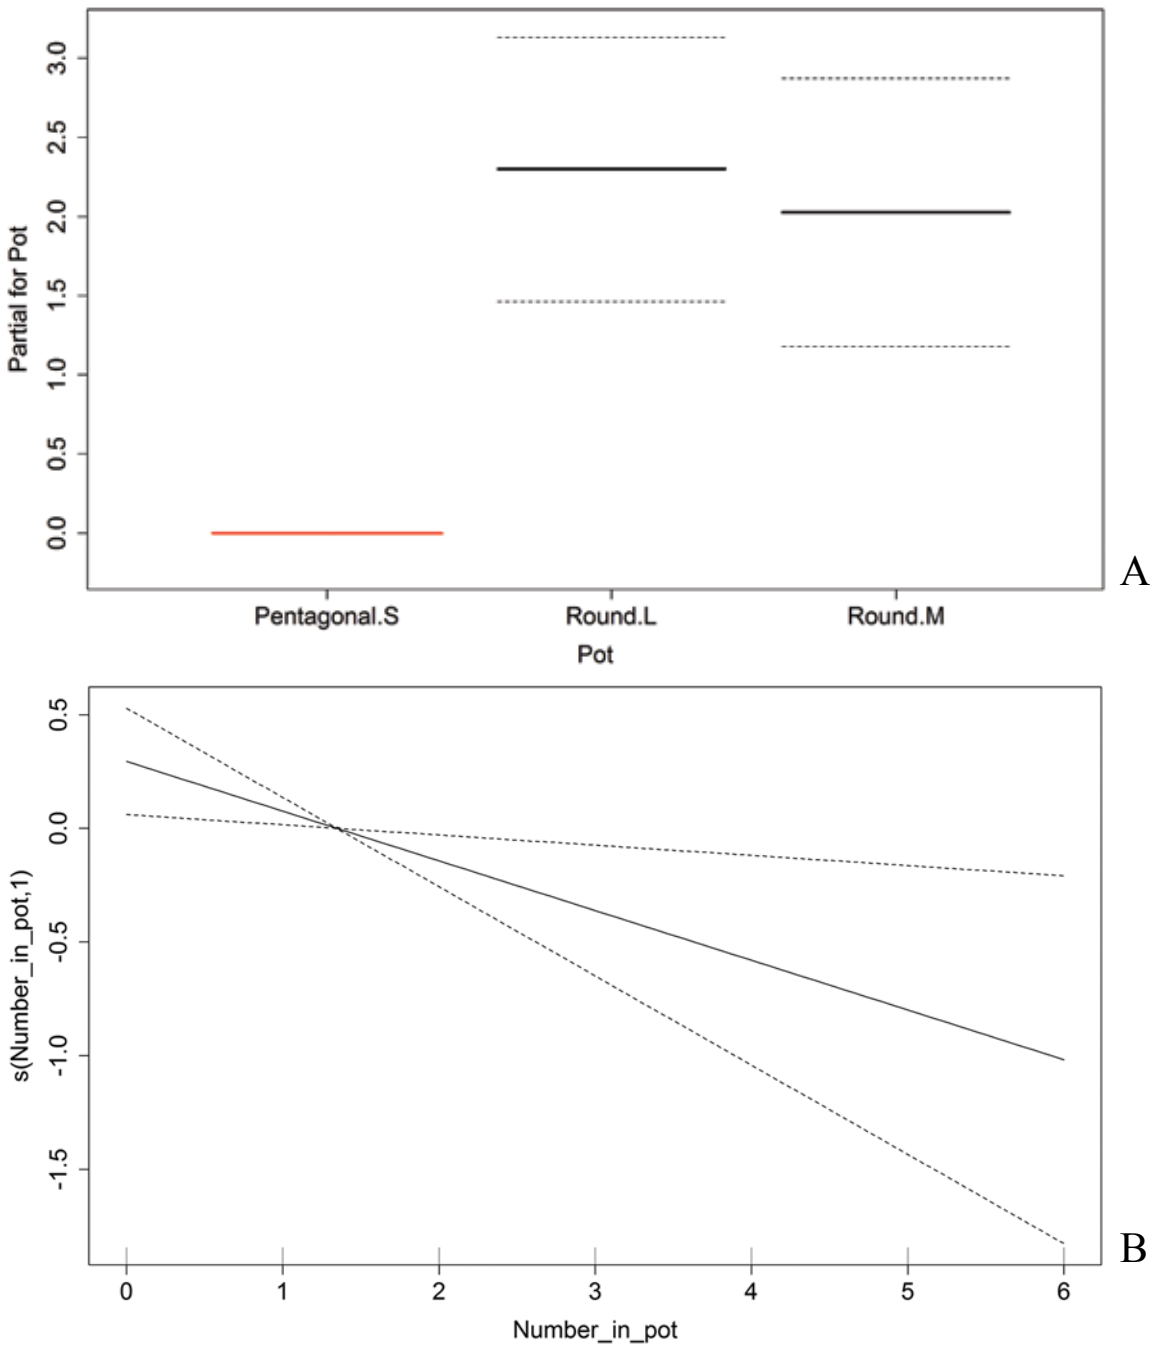 3.0
2.5
2.0
1.5
1.0
0.5
0.0
Partial for Pot
Pentagonal.S Round.L Round.M
Pot
A
0.5
0.0
-0.5
-1.0
-1.5
s(Number_in_pot,1)
0 1 2 3 4 5 6
Number_in_pot
B